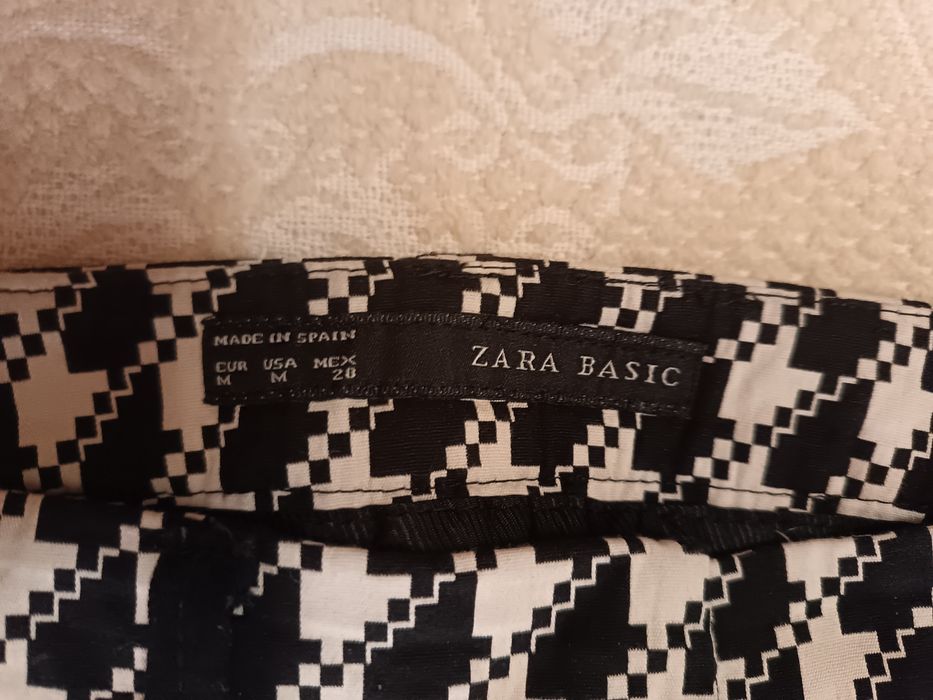 MADE IN SPAIN
EUR USA MEX
M M 28
ZARA BASIC